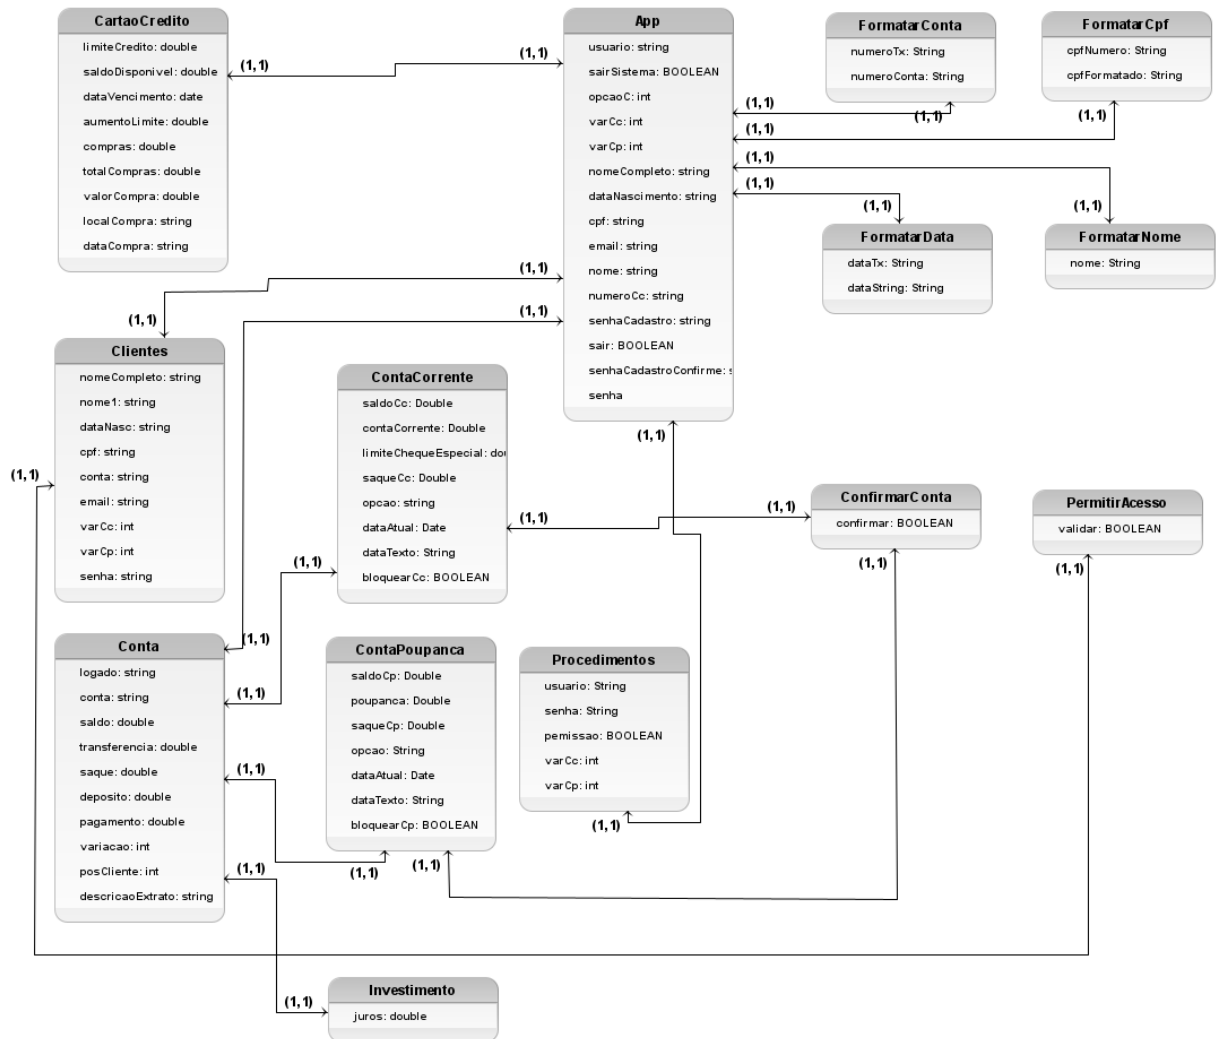 CartaoCredito
limiteCredito: double
saldoDisponivel: double
dataVencimento: date
aumentoLimite: double
compras: double
totalCompras: double
valorCompra: double
localCompra: string
dataCompra: string
(1,1)
(1,1)
App
usuario: string
sairSistema: BOOLEAN
opcaoC: int
varCc: int
varCp: int
nomeCompleto: string
dataNascimento: string
cpf: string
email: string
nome: string
numeroCc: string
senhaCadastro: string
sair: BOOLEAN
senhaCadastroConfirme: s
senha
FormatarConta
numeroTx: String
numeroConta: String
FormatarCpf
cpfNumero: String
cpfFormatado: String
(1,1)
(1,1)
(1,1)
(1,1)
(1,1)
(1,1)
(1,1)
(1,1)
FormatarData
dataTx: String
dataString: String
FormatarNome
nome: String
(1,1)
(1,1)
(1,1)
Clientes
nomeCompleto: string
nome1: string
dataNasc: string
cpf: string
conta: string
email: string
varCc: int
varCp: int
senha: string
(1,1)
ContaCorrente
saldoCc: Double
contaCorrente: Double
limiteChequeEspecial: dou
saqueCc: Double
opcao: string
dataAtual: Date
dataTexto: String
bloquearCc: BOOLEAN
(1,1)
(1,1)
(1,1)
(1,1)
ConfirmarConta
confirmar: BOOLEAN
(1,1)
PermitirAcesso
validar: BOOLEAN
(1,1)
(1,1)
Conta
logado: string
conta: string
saldo: double
transferência: double
saque: double
deposito: double
pagamento: double
variacao: int
posCliente: int
descricaoExtrato: string
(1,1)
(1,1)
(1,1)
ContaPoupanca
saldoCp: Double
poupanca: Double
saqueCp: Double
opcao: String
dataAtual: Date
dataTexto: String
bloquearCp: BOOLEAN
(1,1)
(1,1)
Procedimentos
usuario: String
senha: String
pemissao: BOOLEAN
varCc: int
varCp: int
(1,1)
(1,1)
Investimento
juros: double